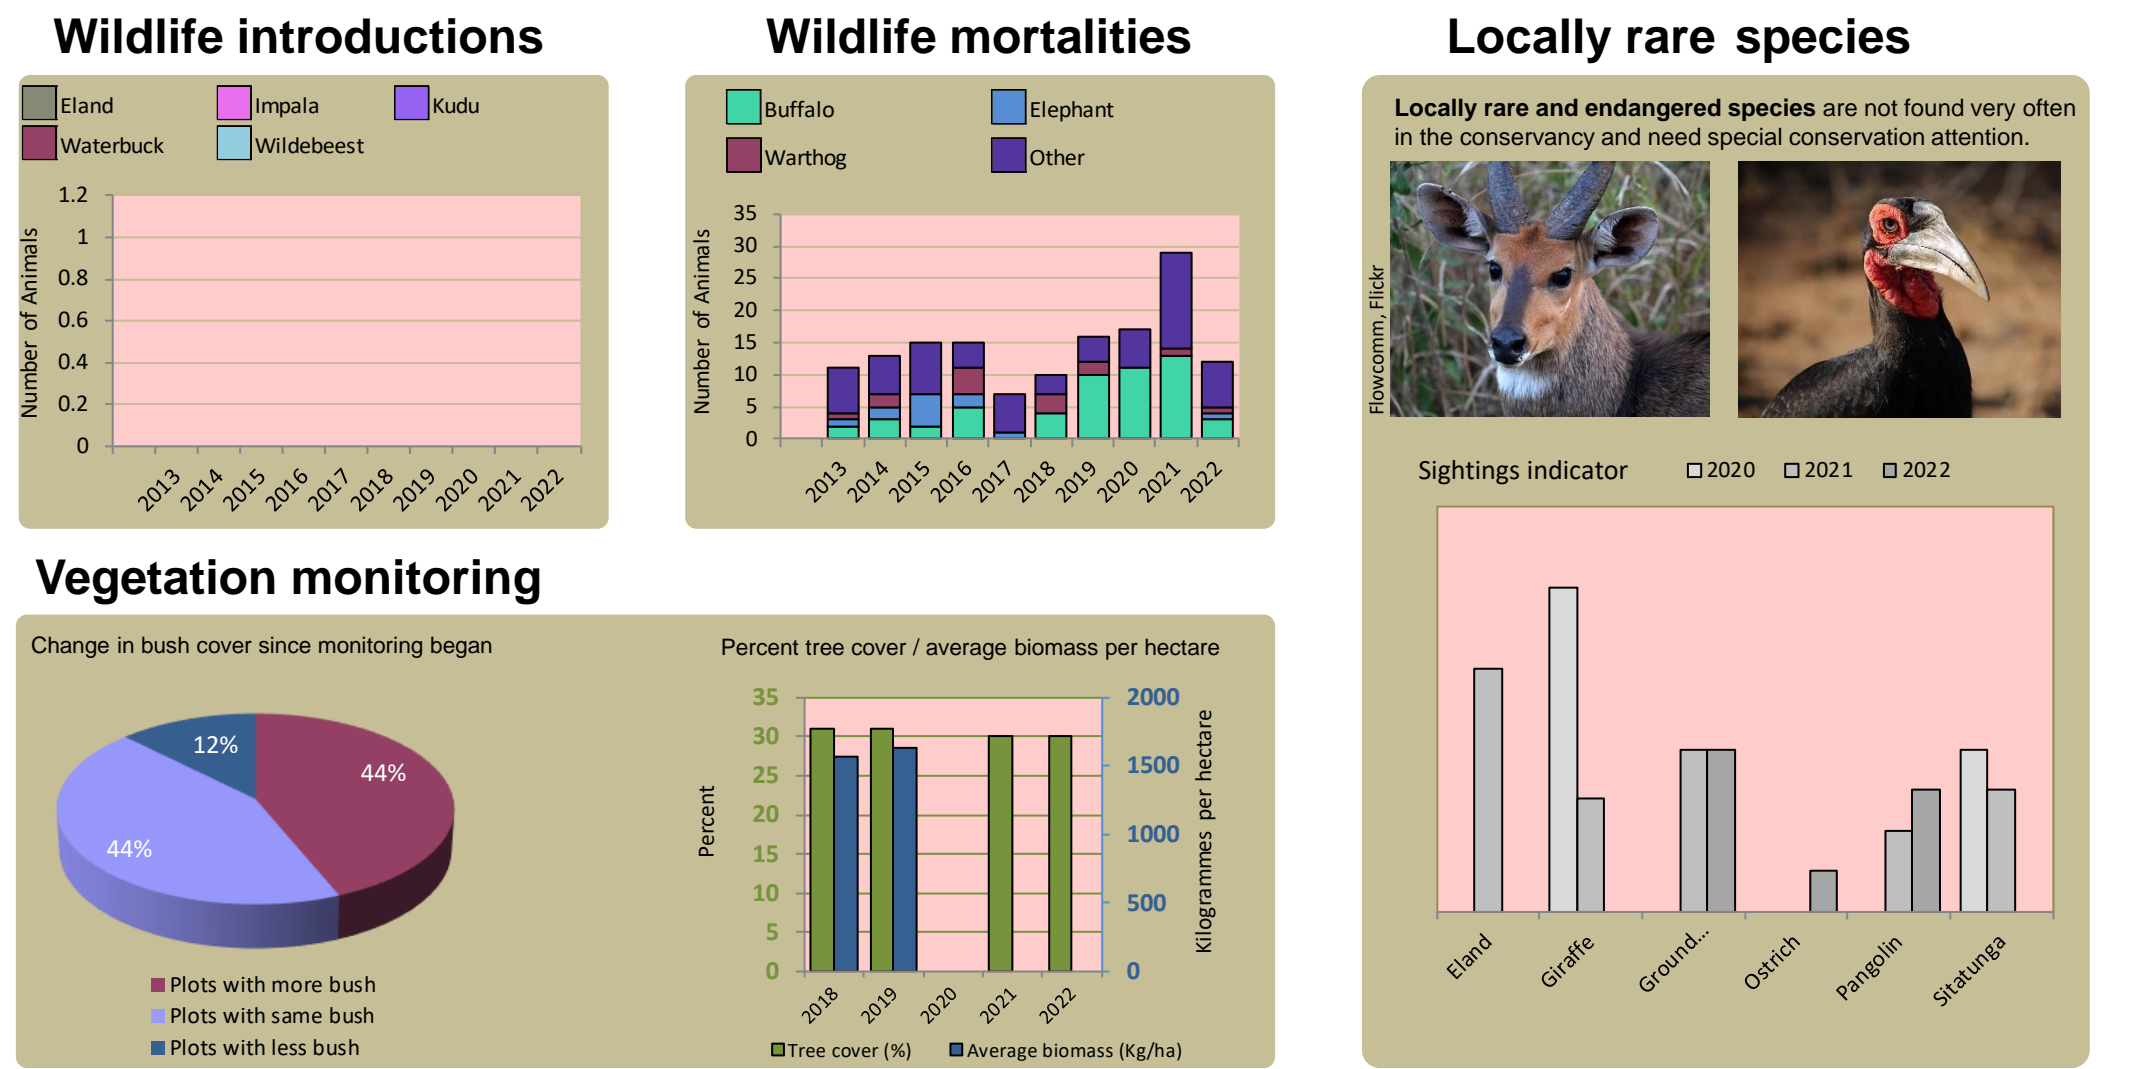 Wildlife introductions
Eland
Impala
Kudu
Waterbuck
Wildebeest
Number of Animals
1.2
1
0.8
0.6
0.4
0.2
0
2013
2014
2015
2016
2017
2018
2019
2020
2021
2022
Wildlife mortalities
Buffalo
Elephant
Warthog
Other
Number of Animals
35
30
25
20
15
10
5
0
2013
2014
2015
2016
2017
2018
2019
2020
2021
2022
Locally rare species
Locally rare and endangered species are not found very often
in the conservancy and need special conservation attention.
Flowcomm, Flickr
Sightings indicator
2020
2021
2022
Eland
Giraffe
Ground...
Ostrich
Pangolin
Sitatunga
Vegetation monitoring
Change in bush cover since monitoring began
12%
44%
44%
Plots with more bush
Plots with same bush
Plots with less bush
Percent tree cover / average biomass per hectare
Percent
35
30
25
20
15
10
5
0
2000
1500
1000
500
0
Kilogrammes per hectare
2018
2019
2020
2021
2022
Tree cover (%)
Average biomass (Kg/ha)